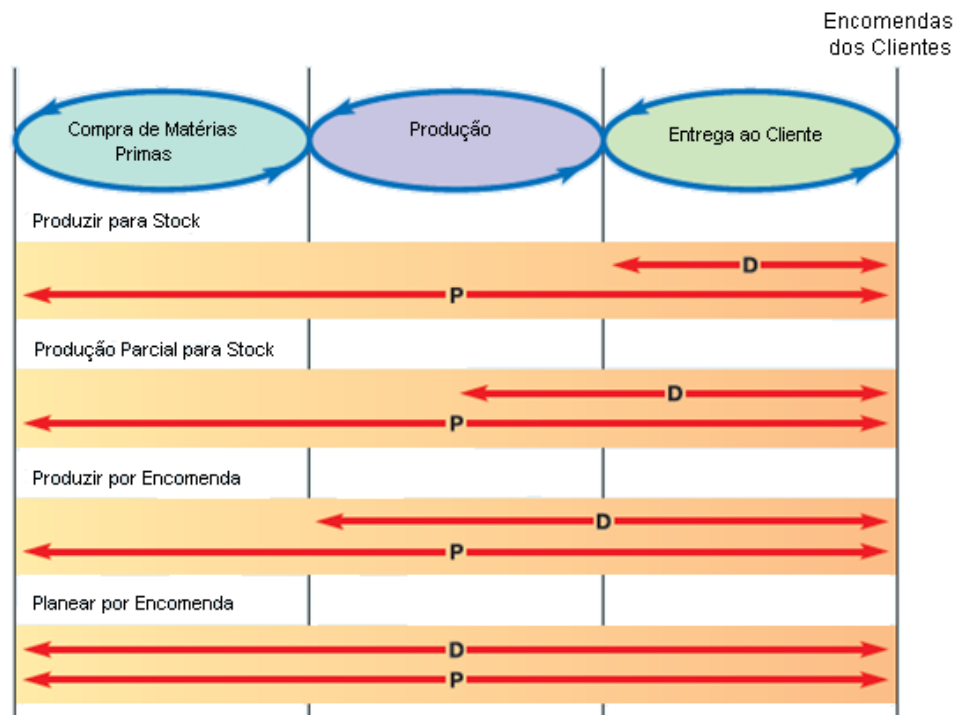 Encomendas
dos Clientes
Compra de Matérias
Primas
Produção
Entrega ao Cliente
Produzir para Stock
D
P
Produção Parcial para Stock
D
P
Produzir por Encomenda
D
P
Planear por Encomenda
D
P